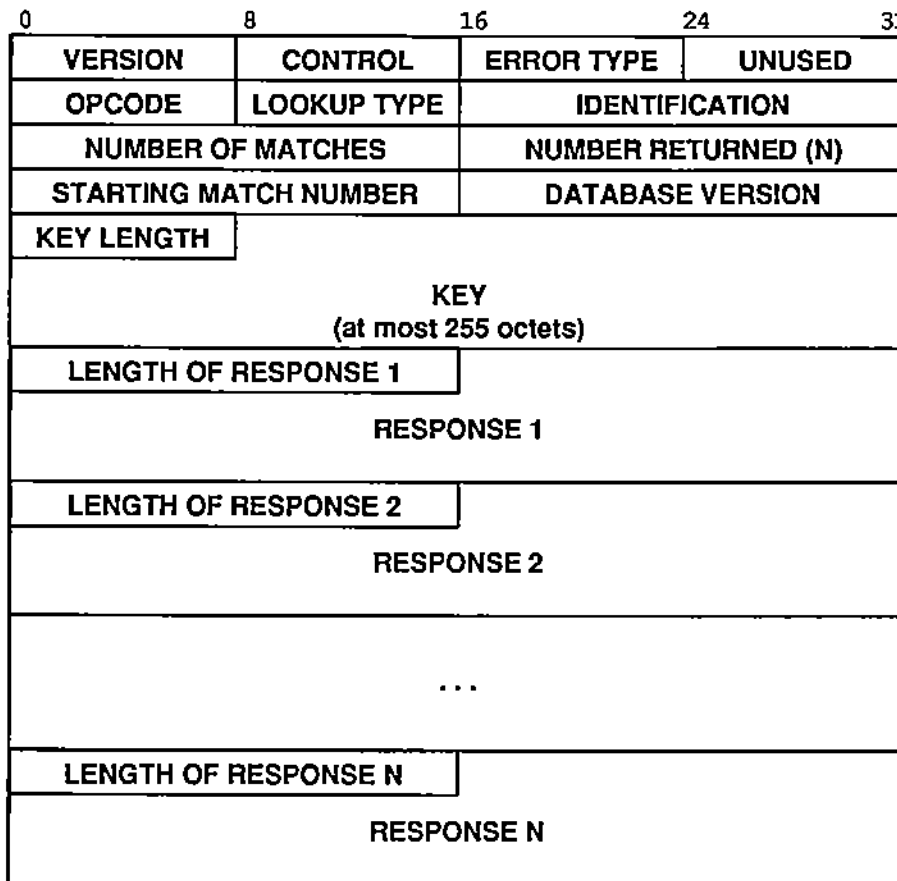 0 8 16 24 31
VERSION CONTROL ERROR TYPE UNUSED
OPCODE LOOKUP TYPE IDENTIFICATION
NUMBER OF MATCHES NUMBER RETURNED (N)
STARTING MATCH NUMBER DATABASE VERSION
KEY LENGTH
KEY
(at most 255 octets)
LENGTH OF RESPONSE 1
RESPONSE 1
LENGTH OF RESPONSE 2
RESPONSE 2
...
LENGTH OF RESPONSE N
RESPONSE N